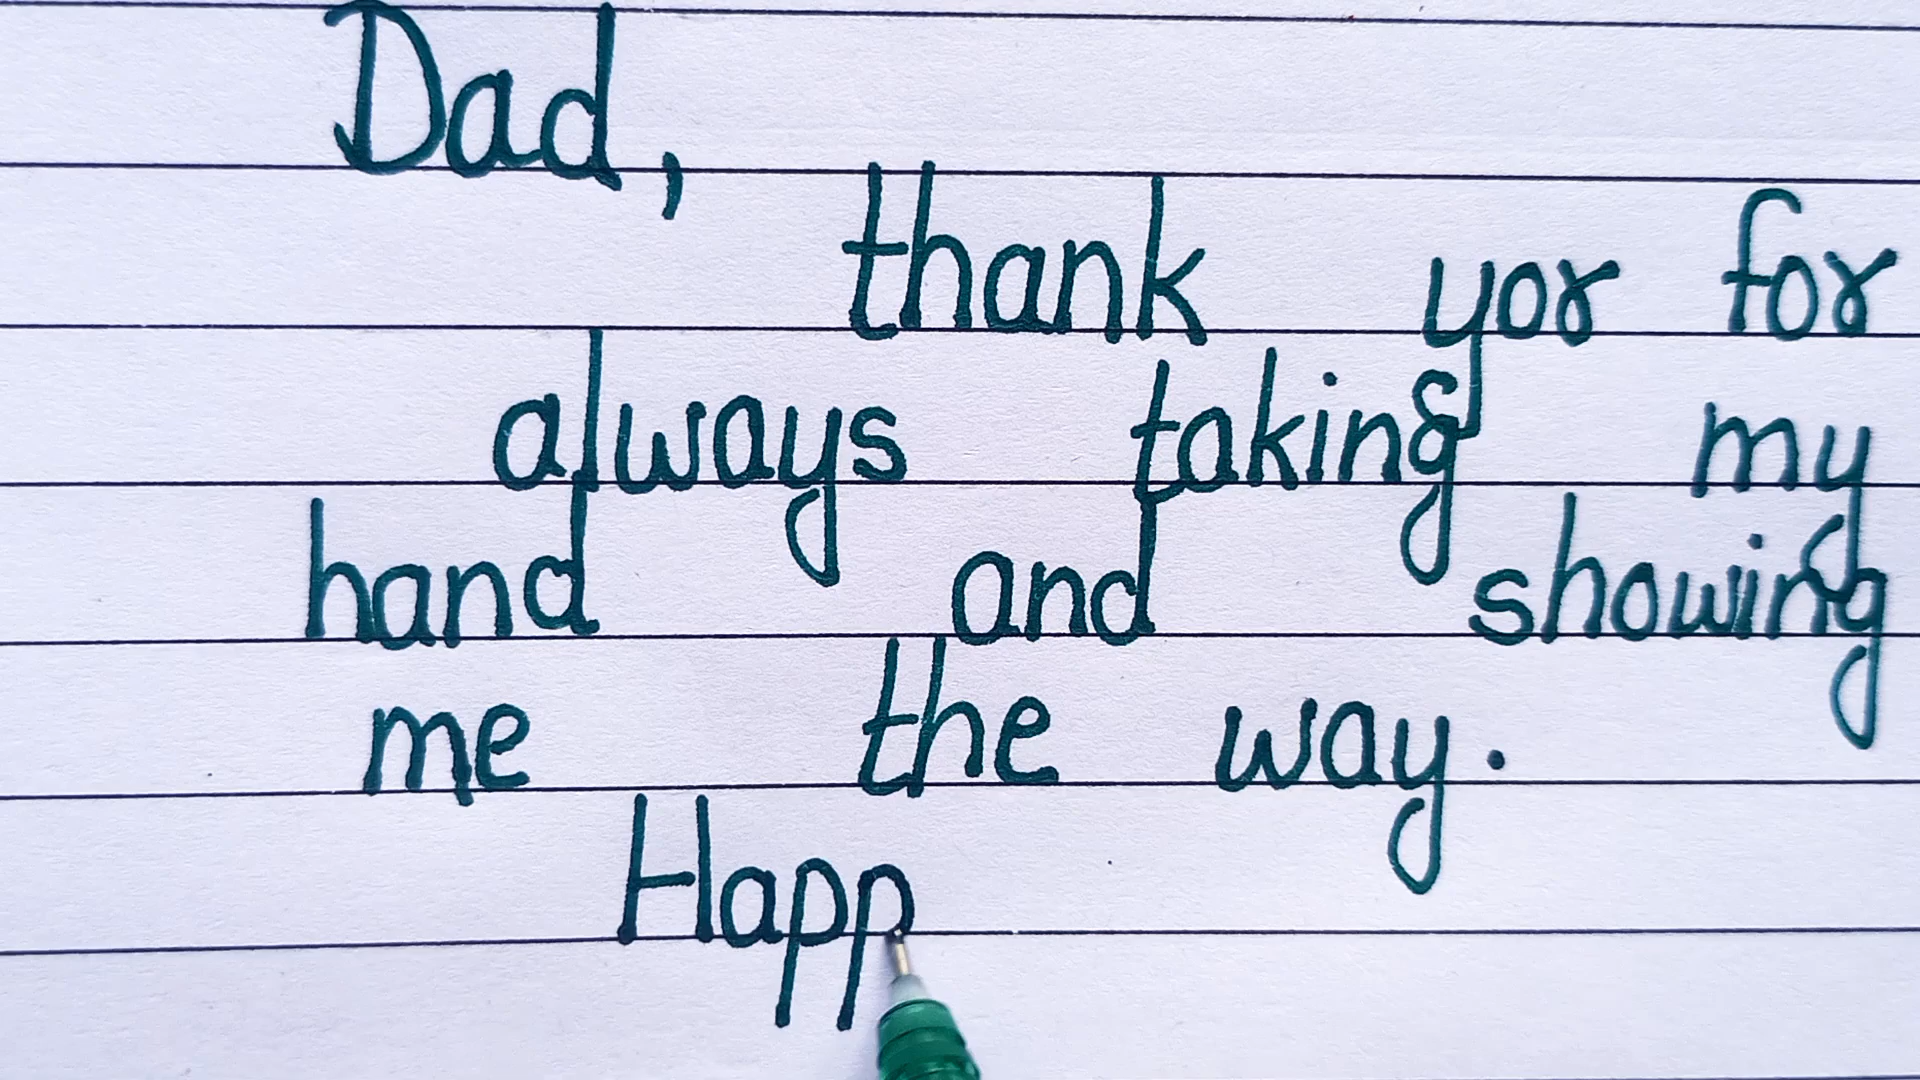 Dad,
thank yor for
always taking my
hand and showing
me the way.
Happ